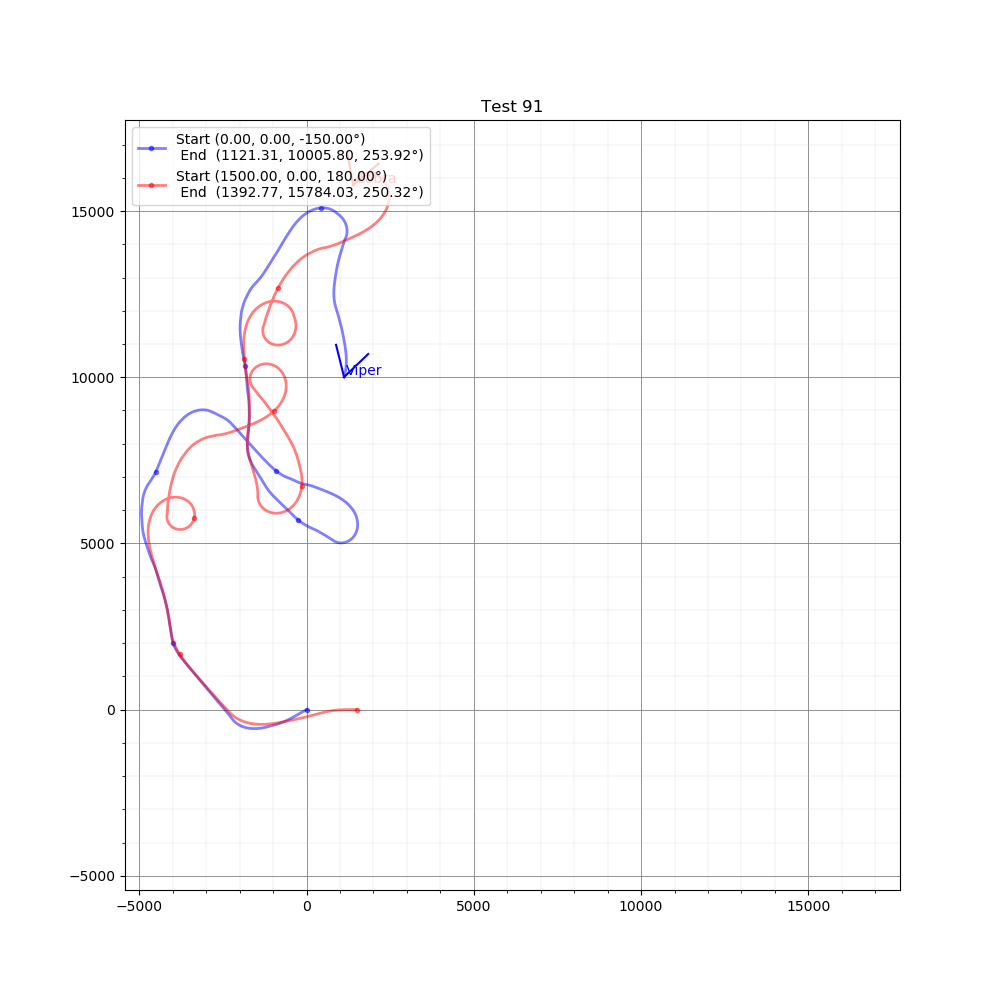 Test 91
Start (0.00, 0.00, -150.00°)
End (1121.31, 10005.80, 253.92°)
Start (1500.00, 0.00, 180.00°)
End (1392.77, 15784.03, 250.32°)
15000
10000
Viper
5000
0
−5000
−5000 0 5000 10000 15000